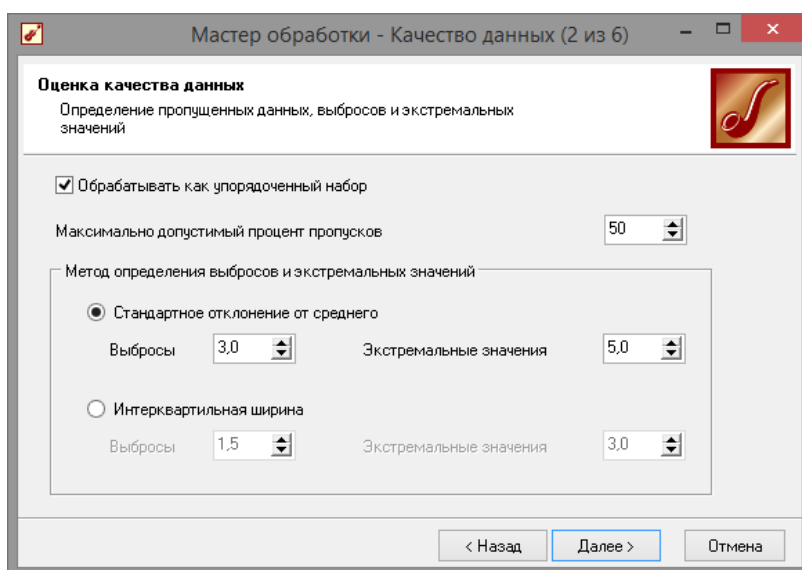 Мастер обработки - Качество данных (2 из 6)
Оценка качества данных
Определение пропущенных данных, выбросов и экстремальных
значений
Обрабатывать как упорядоченный набор
Максимально допустимый процент пропусков 50
Метод определения выбросов и экстремальных значений
Стандартное отклонение от среднего
Выбросы 3,0 Экстремальные значения 5,0
Интерквартильная ширина
Выбросы 1,5 Экстремальные значения 3,0
< Назад Далее > Отмена